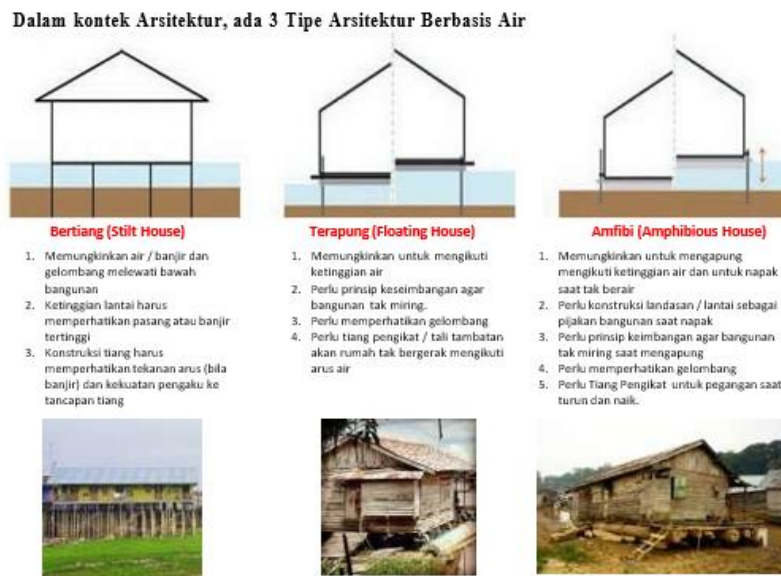 Dalam kontek Arsitektur, ada 3 Tipe Arsitektur Berbasis Air
Bertiang (Stilt House)
1. Memungkinkan air / banjir dan
gelombang melewati bawah
bangunan
2. Ketinggian lantai harus
memperhatikan pasang atau banjir
tertinggi
3. Konstruksi tiang harus
memperhatikan tekanan arus (bila
banjir) dan kekuatan pengaku ke
tancapan tiang
Terapung (Floating House)
1. Memungkinkan untuk mengikuti
ketinggian air
2. Perlu prinsip keseimbangan agar
bangunan tak miring.
3. Perlu memperhatikan gelombang
4. Perlu tiang pengikat / tali tambatan
akan rumah tak bergerak mengikuti
arus air
Amfibi (Amphibious House)
1. Memungkinkan untuk mengapung
mengikuti ketinggian air dan untuk napak
saat tak berair
2. Perlu konstruksi landasan / lantai sebagai
pijakan bangunan saat napak
3. Perlu prinsip keimbangan agar bangunan
tak miring saat mengapung
4. Perlu memperhatikan gelombang
5. Perlu Tiang Pengikat untuk pegangan saat
turun dan naik.